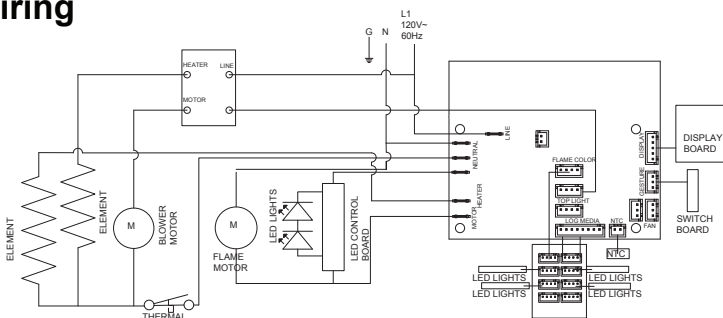 iring
L1
120V~
60Hz
G N
HEATER LINE
MOTOR
LINE
NEUTRAL
HEATER
MOTOR
FLAME COLOR
TOP LIGHT
LOG MEDIA
NTC
DISPLAY
GESTURE
FAN
DISPLAY
BOARD
SWITCH
BOARD
NTC
ELEMENT
ELEMENT
M
BLOWER
MOTOR
M
FLAME
MOTOR
LED LIGHTS
LED CONTROL
BOARD
THERMAL
LED LIGHTS
LED LIGHTS
LED LIGHTS
LED LIGHTS